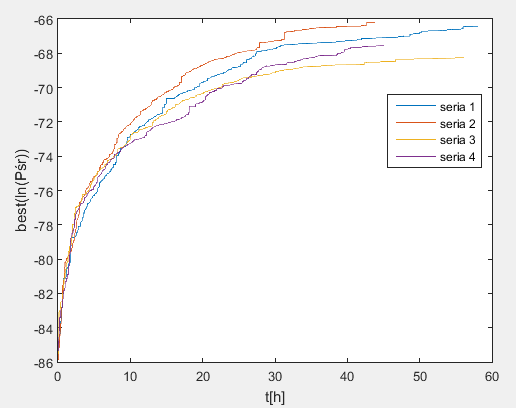 -66
-68
-70
-72
-74
-76
-78
-80
-82
-84
-86
best(ln(Pśr))
seria 1
seria 2
seria 3
seria 4
0 10 20 30 40 50 60
t[h]